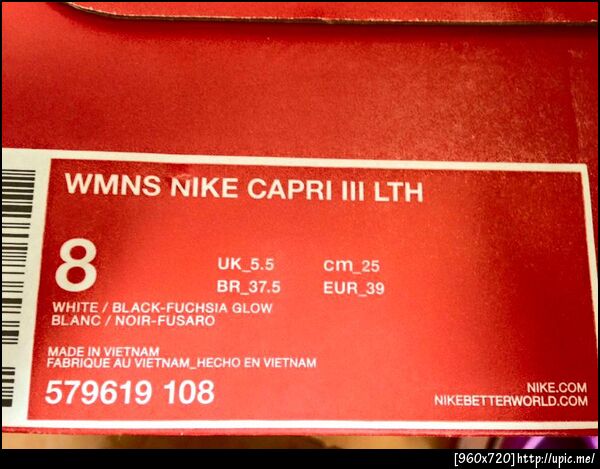 WMNS NIKE CAPRI III LTH
8
UK_5.5 cm_25
BR_37.5 EUR_39
WHITE / BLACK-FUCHSIA GLOW
BLANC / NOIR-FUSARO
MADE IN VIETNAM
FABRIQUE AU VIETNAM_HECHO EN VIETNAM
579619 108
NIKE.COM
NIKEBETTERWORLD.COM
[960x720]http://upic.me/